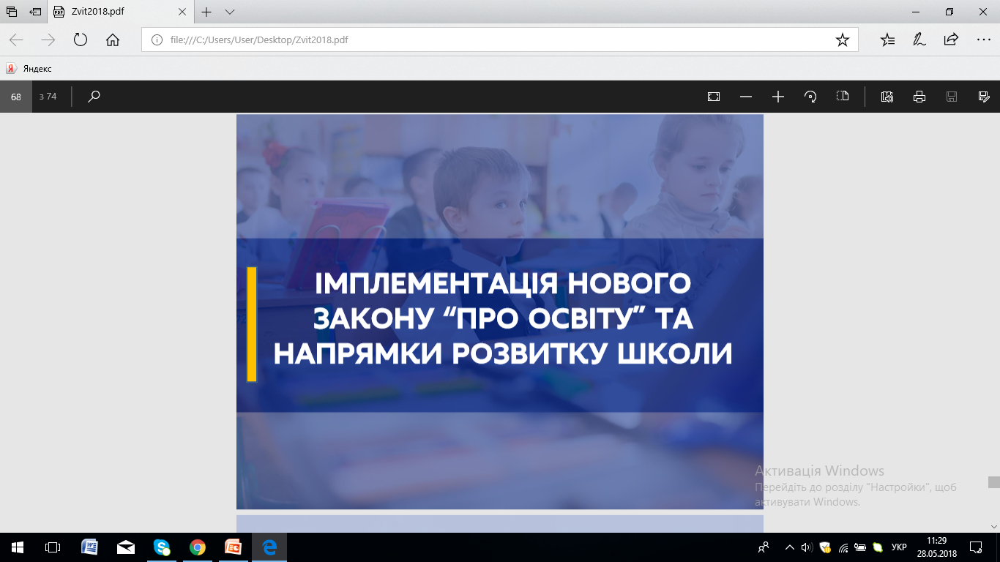 Zvit2018.pdf
file:///C:/Users/User/Desktop/Zvit2018.pdf
Яндекс
68 з 74
ІМПЛЕМЕНТАЦІЯ НОВОГО
ЗАКОНУ “ПРО ОСВІТУ” ТА
НАПРЯМКИ РОЗВИТКУ ШКОЛИ
Активація Windows
Перейдіть до розділу "Настройки", щоб
активувати Windows.
УКР
11:29
28.05.2018